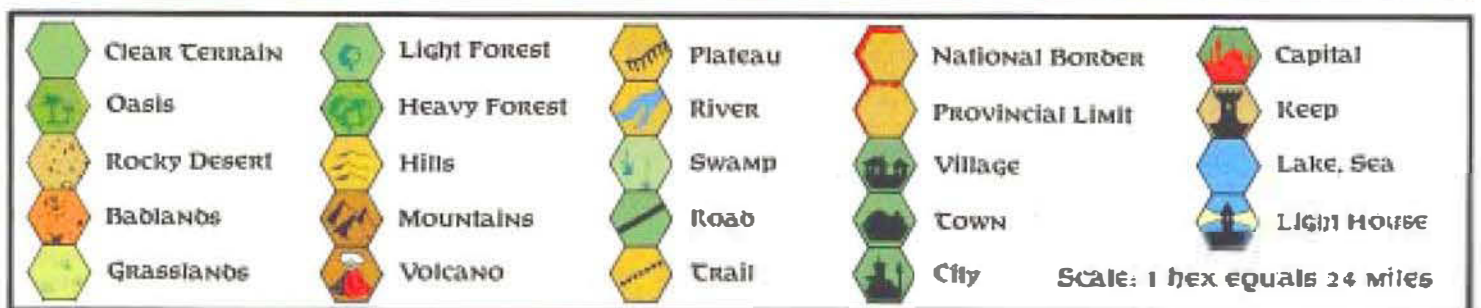 Clear Terrain
Oasis
Rocky Desert
Badlands
Grasslands
Light Forest
Heavy Forest
Hills
Mountains
Volcano
Plateau
River
Swamp
Road
Trail
National Border
Provincial Limit
Village
Town
City
Capital
Keep
Lake, Sea
Light House
Scale: 1 hex equals 24 miles